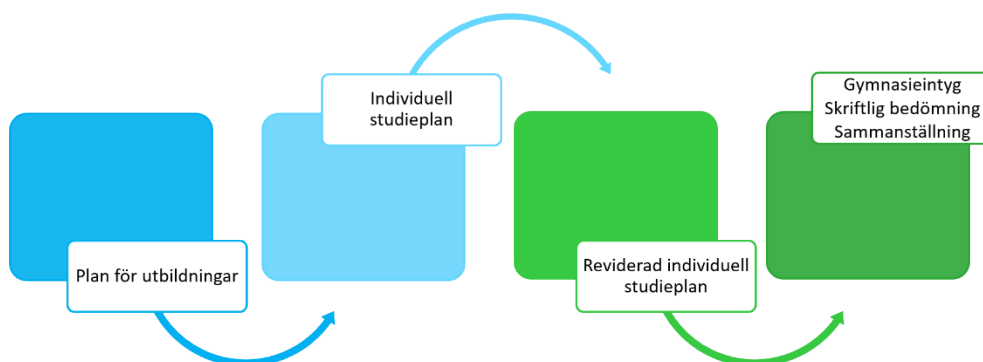 Plan för utbildningar
Individuell
studieplan
Reviderad individuell
studieplan
Gymnasieintyg
Skriftlig bedömning
Sammanställning